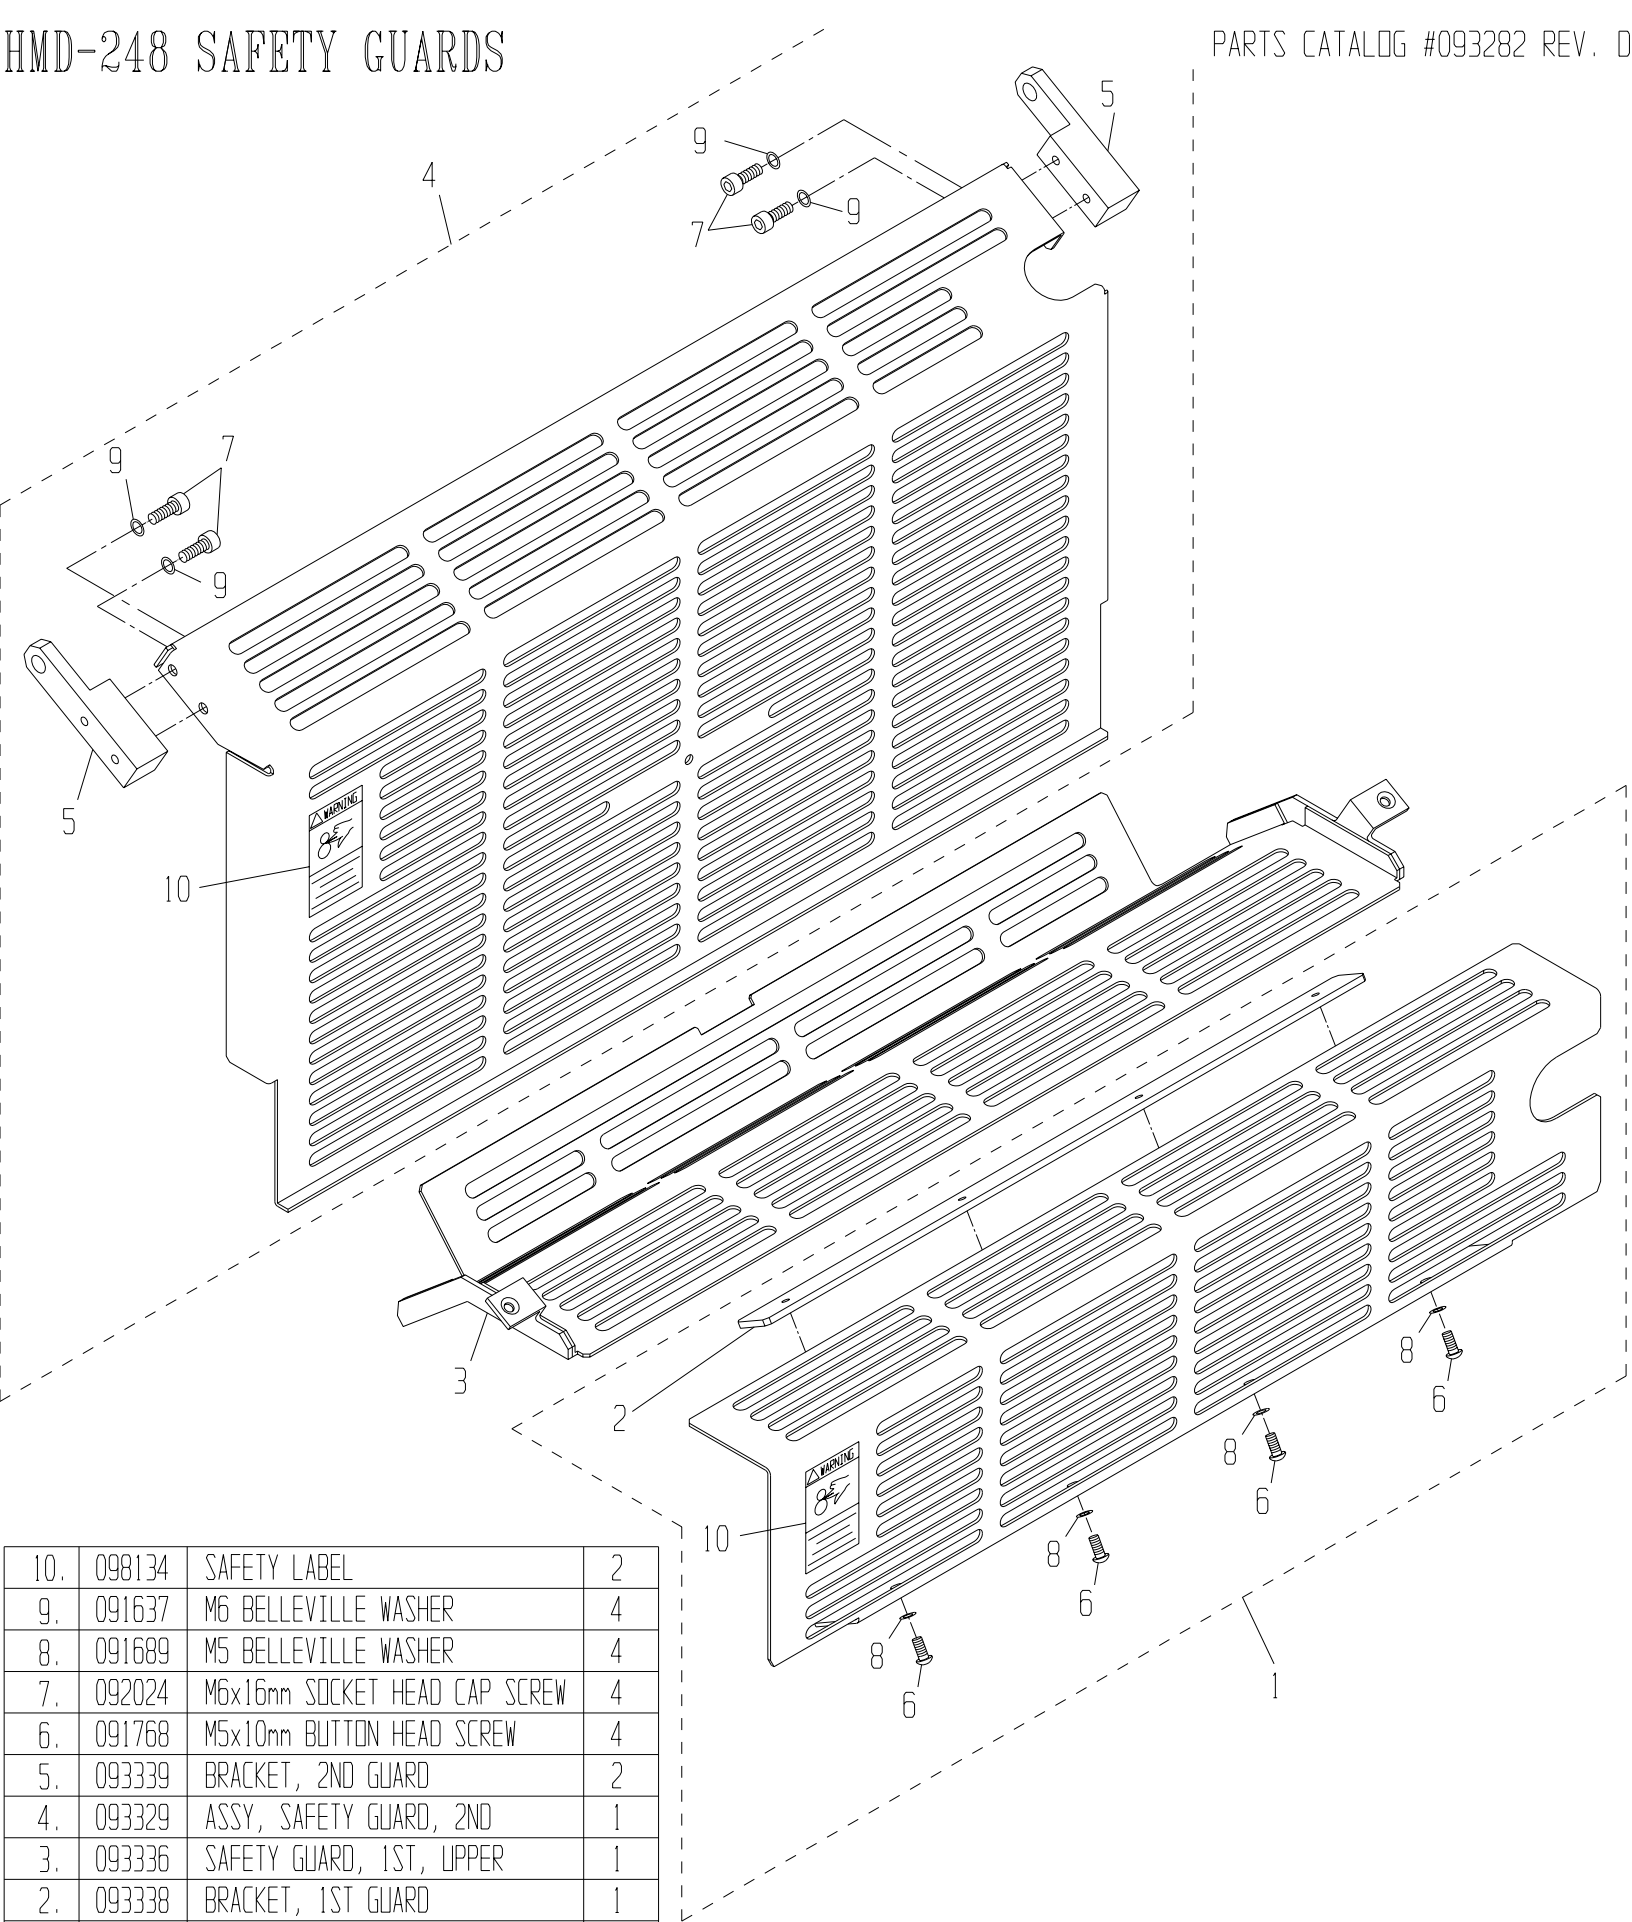 HMD-248 SAFETY GUARDS
PARTS CATALOG #093282 REV. D
5
9
4
7
9
9
7
9
5
WARNING
10
3
2
8
6
8
6
WARNING
10
8
6
8
6
1
10. 098134 SAFETY LABEL 2
9. 091637 M6 BELLEVILLE WASHER 4
8. 091689 M5 BELLEVILLE WASHER 4
7. 092024 M6x16mm SOCKET HEAD CAP SCREW 4
6. 091768 M5x10mm BUTTON HEAD SCREW 4
5. 093339 BRACKET, 2ND GUARD 2
4. 093329 ASSY, SAFETY GUARD, 2ND 1
3. 093336 SAFETY GUARD, 1ST, UPPER 1
2. 093338 BRACKET, 1ST GUARD 1